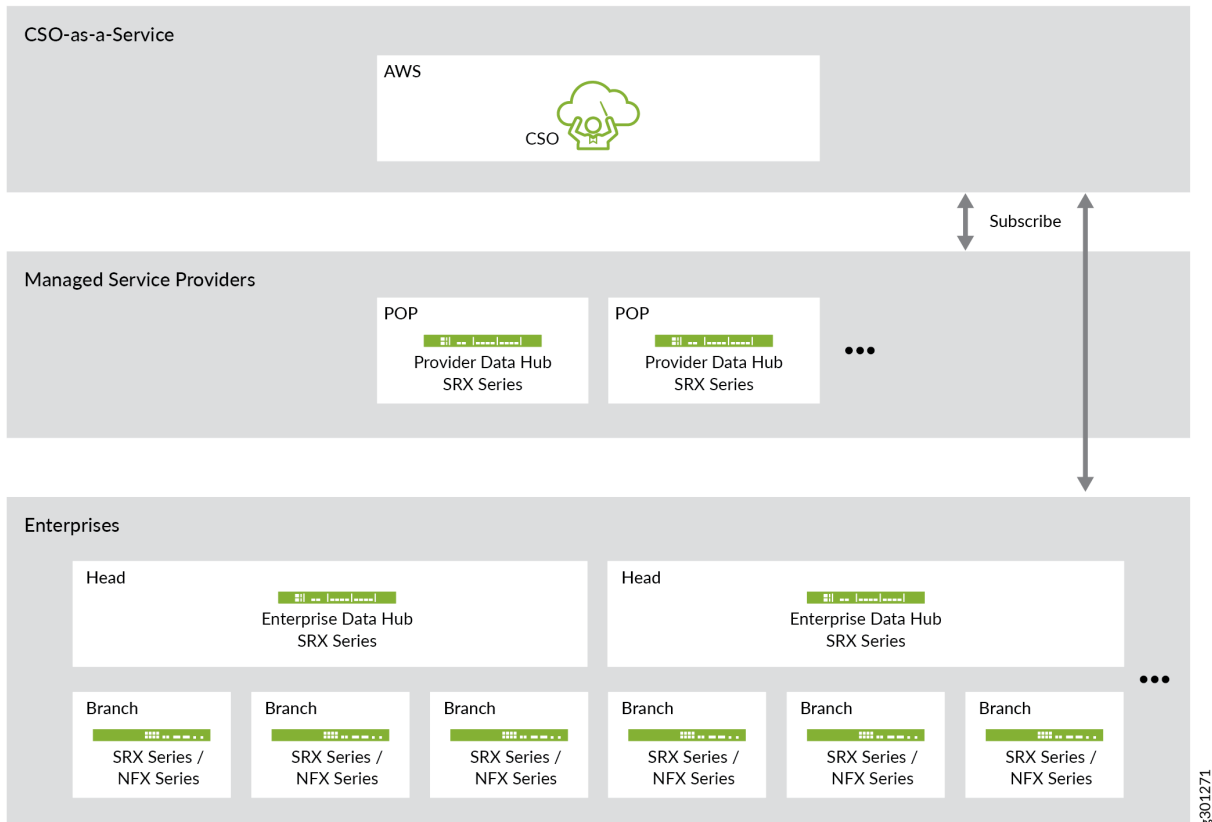 CSO-as-a-Service
AWS
CSO
Subscribe
Managed Service Providers
POP
Provider Data Hub
SRX Series
POP
Provider Data Hub
SRX Series
Enterprises
Head
Enterprise Data Hub
SRX Series
Head
Enterprise Data Hub
SRX Series
Branch
SRX Series /
NFX Series
Branch
SRX Series /
NFX Series
Branch
SRX Series /
NFX Series
Branch
SRX Series /
NFX Series
Branch
SRX Series /
NFX Series
Branch
SRX Series /
NFX Series
g301271